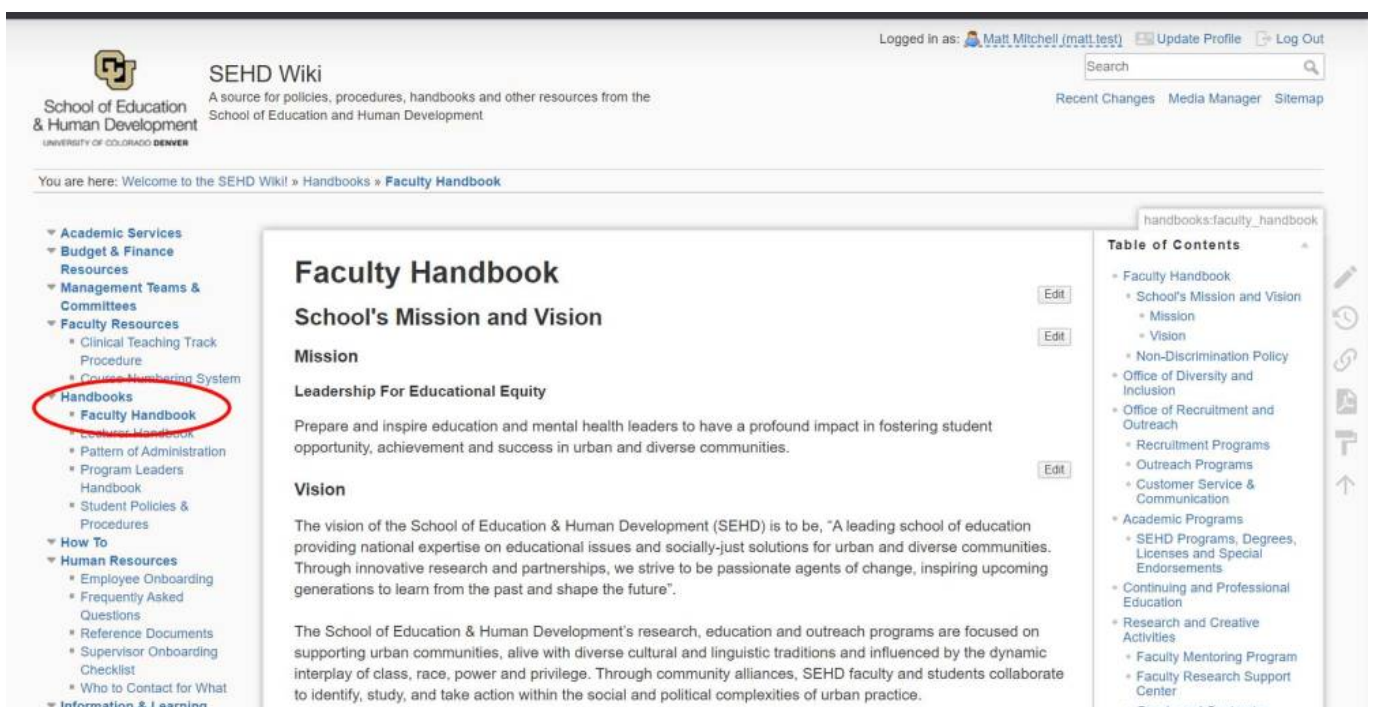 Logged in as: Matt Mitchell (matt.test) Update Profile Log Out
SEHD Wiki
A source for policies, procedures, handbooks and other resources from the
School of Education and Human Development
School of Education
& Human Development
UNIVERSITY OF COLORADO DENVER
Search
Recent Changes Media Manager Sitemap
You are here: Welcome to the SEHD Wiki! » Handbooks » Faculty Handbook
Academic Services
Budget & Finance
Resources
Management Teams &
Committees
Faculty Resources
Clinical Teaching Track
Procedure
Course Numbering System
Handbooks
Faculty Handbook
Lecturer Handbook
Pattern of Administration
Program Leaders
Handbook
Student Policies &
Procedures
How To
Human Resources
Employee Onboarding
Frequently Asked
Questions
Reference Documents
Supervisor Onboarding
Checklist
Who to Contact for What
Information & Learning
Faculty Handbook
Edit
School's Mission and Vision
Edit
Mission
Leadership For Educational Equity
Prepare and inspire education and mental health leaders to have a profound impact in fostering student
opportunity, achievement and success in urban and diverse communities.
Edit
Vision
The vision of the School of Education & Human Development (SEHD) is to be, “A leading school of education
providing national expertise on educational issues and socially-just solutions for urban and diverse communities.
Through innovative research and partnerships, we strive to be passionate agents of change, inspiring upcoming
generations to learn from the past and shape the future”.
The School of Education & Human Development’s research, education and outreach programs are focused on
supporting urban communities, alive with diverse cultural and linguistic traditions and influenced by the dynamic
interplay of class, race, power and privilege. Through community alliances, SEHD faculty and students collaborate
to identify, study, and take action within the social and political complexities of urban practice.
handbooks:faculty_handbook
Table of Contents
Faculty Handbook
School's Mission and Vision
Mission
Vision
Non-Discrimination Policy
Office of Diversity and
Inclusion
Office of Recruitment and
Outreach
Recruitment Programs
Outreach Programs
Customer Service &
Communication
Academic Programs
SEHD Programs, Degrees,
Licenses and Special
Endorsements
Continuing and Professional
Education
Research and Creative
Activities
Faculty Mentoring Program
Faculty Research Support
Center